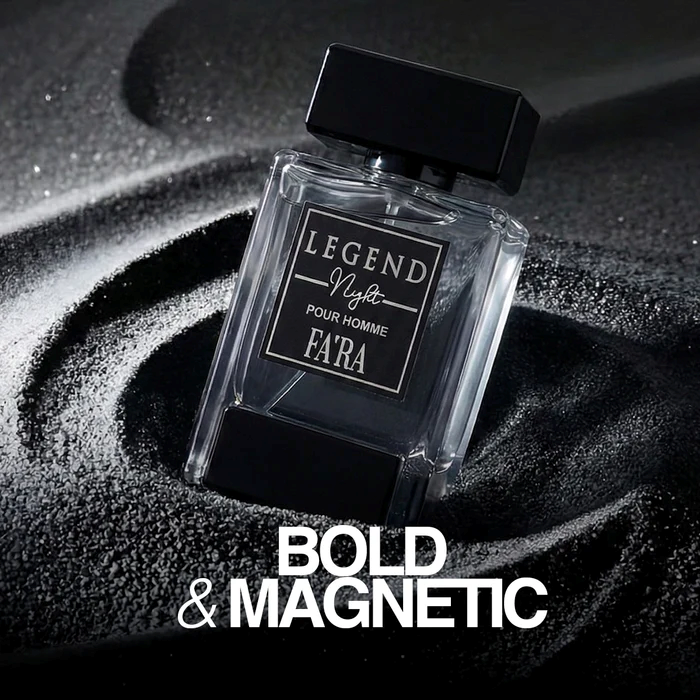 LEGEND
Night
POUR HOMME
FA'RA
BOLD
& MAGNETIC